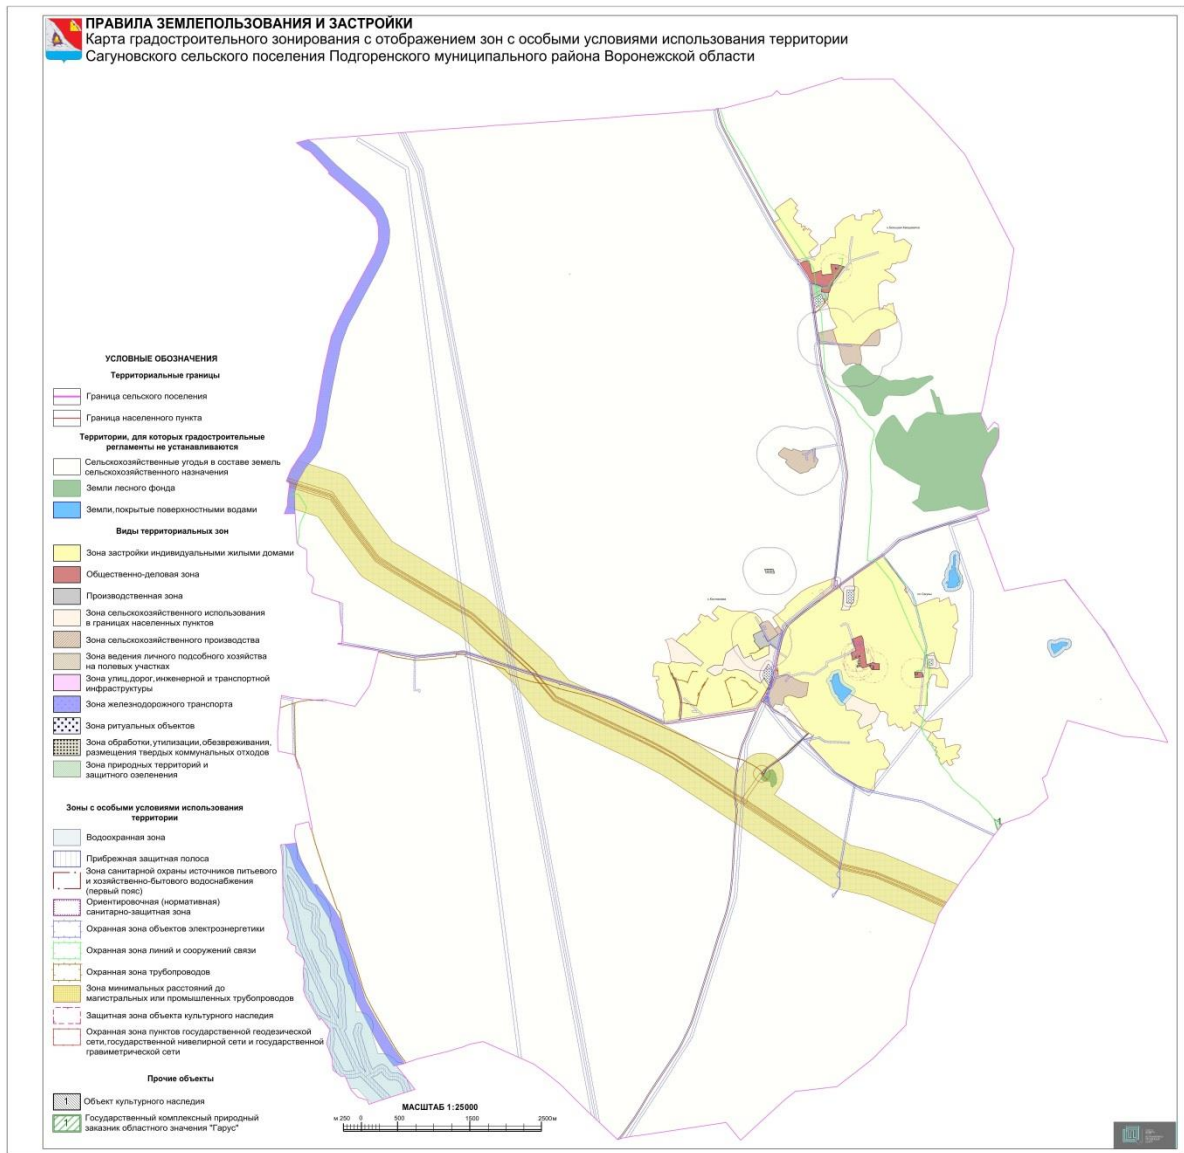 ПРАВИЛА ЗЕМЛЕПОЛЬЗОВАНИЯ И ЗАСТРОЙКИ
Карта градостроительного зонирования с отображением зон с особыми условиями использования территории
Сагуновского сельского поселения Подгоренского муниципального района Воронежской области
УСЛОВНЫЕ ОБОЗНАЧЕНИЯ
Территориальные границы
Граница сельского поселения
Граница населенного пункта
Территории, для которых градостроительные
регламенты не устанавливаются
Сельскохозяйственные угодья в составе земель
сельскохозяйственного назначения
Земли лесного фонда
Земли,покрытые поверхностными водами
Виды территориальных зон
Зона застройки индивидуальными жилыми домами
Общественно-деловая зона
Производственная зона
Зона сельскохозяйственного использования
в границах населенных пунктов
Зона сельскохозяйственного производства
Зона ведения личного подсобного хозяйства
на полевых участках
Зона улиц,дорог,инженерной и транспортной
инфраструктуры
Зона железнодорожного транспорта
Зона ритуальных объектов
Зона обработки,утилизации,обезвреживания,
размещения твердых коммунальных отходов
Зона природных территорий и
защитного озеленения
Зоны с особыми условиями использования
территории
Водоохранная зона
Прибрежная защитная полоса
Зона санитарной охраны источников питьевого
и хозяйственно-бытового водоснабжения
(первый пояс)
Ориентировочная (нормативная)
санитарно-защитная зона
Охранная зона объектов электроэнергетики
Охранная зона линий и сооружений связи
Охранная зона трубопроводов
Зона минимальных расстояний до
магистральных или промышленных трубопроводов
Защитная зона объекта культурного наследия
Охранная зона пунктов государственной геодезической
сети,государственной нивелирной сети и государственной
гравиметрической сети
Прочие объекты
1 Объект культурного наследия
1 Государственный комплексный природный
заказник областного значения "Гарус"
МАСШТАБ 1:25000
м 250 0 500 1500 2500м